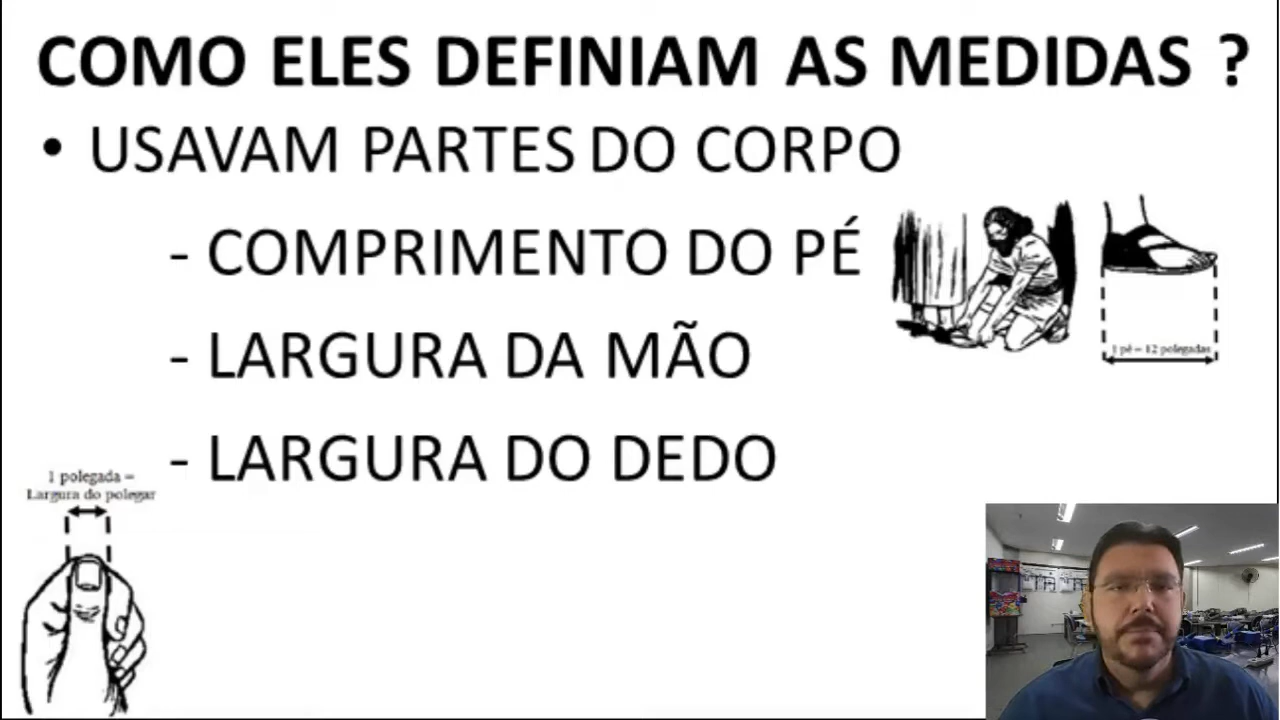 COMO ELES DEFINIAM AS MEDIDAS ?
• USAVAM PARTES DO CORPO
- COMPRIMENTO DO PÉ
1 pé = 12 polegadas
- LARGURA DA MÃO
- LARGURA DO DEDO
1 polegada =
Largura do polegar